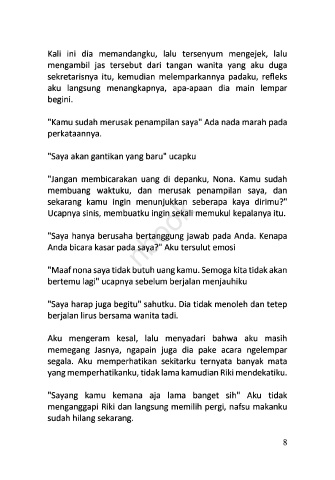 Kali ini dia memandangku, lalu tersenyum mengejek, lalu
mengambil jas tersebut dari tangan wanita yang aku duga
sekretarisnya itu, kemudian melemparkannya padaku, refleks
aku langsung menangkapnya, apa-apaan dia main lempar
begini.
"Kamu sudah merusak penampilan saya" Ada nada marah pada
perkataannya.
"Saya akan gantikan yang baru" ucapku
"Jangan membicarakan uang di depanku, Nona. Kamu sudah
membuang waktuku, dan merusak penampilan saya, dan
sekarang kamu ingin menunjukkan seberapa kaya dirimu?"
Ucapnya sinis, membuatku ingin sekali memukul kepalanya itu.
"Saya hanya berusaha bertanggung jawab pada Anda. Kenapa
Anda bicara kasar pada saya?" Aku tersulut emosi
"Maaf nona saya tidak butuh uang kamu. Semoga kita tidak akan
bertemu lagi" ucapnya sebelum berjalan menjauhiku
"Saya harap juga begitu" sahutku. Dia tidak menoleh dan tetep
berjalan lirus bersama wanita tadi.
Aku mengeram kesal, lalu menyadari bahwa aku masih
memegang Jasnya, ngapain juga dia pake acara ngelempar
segala. Aku memperhatikan sekitarku ternyata banyak mata
yang memperhatikanku, tidak lama kemudian Riki mendekatiku.
"Sayang kamu kemana aja lama banget sih" Aku tidak
menganggapi Riki dan langsung memilih pergi, nafsu makanku
sudah hilang sekarang.
8